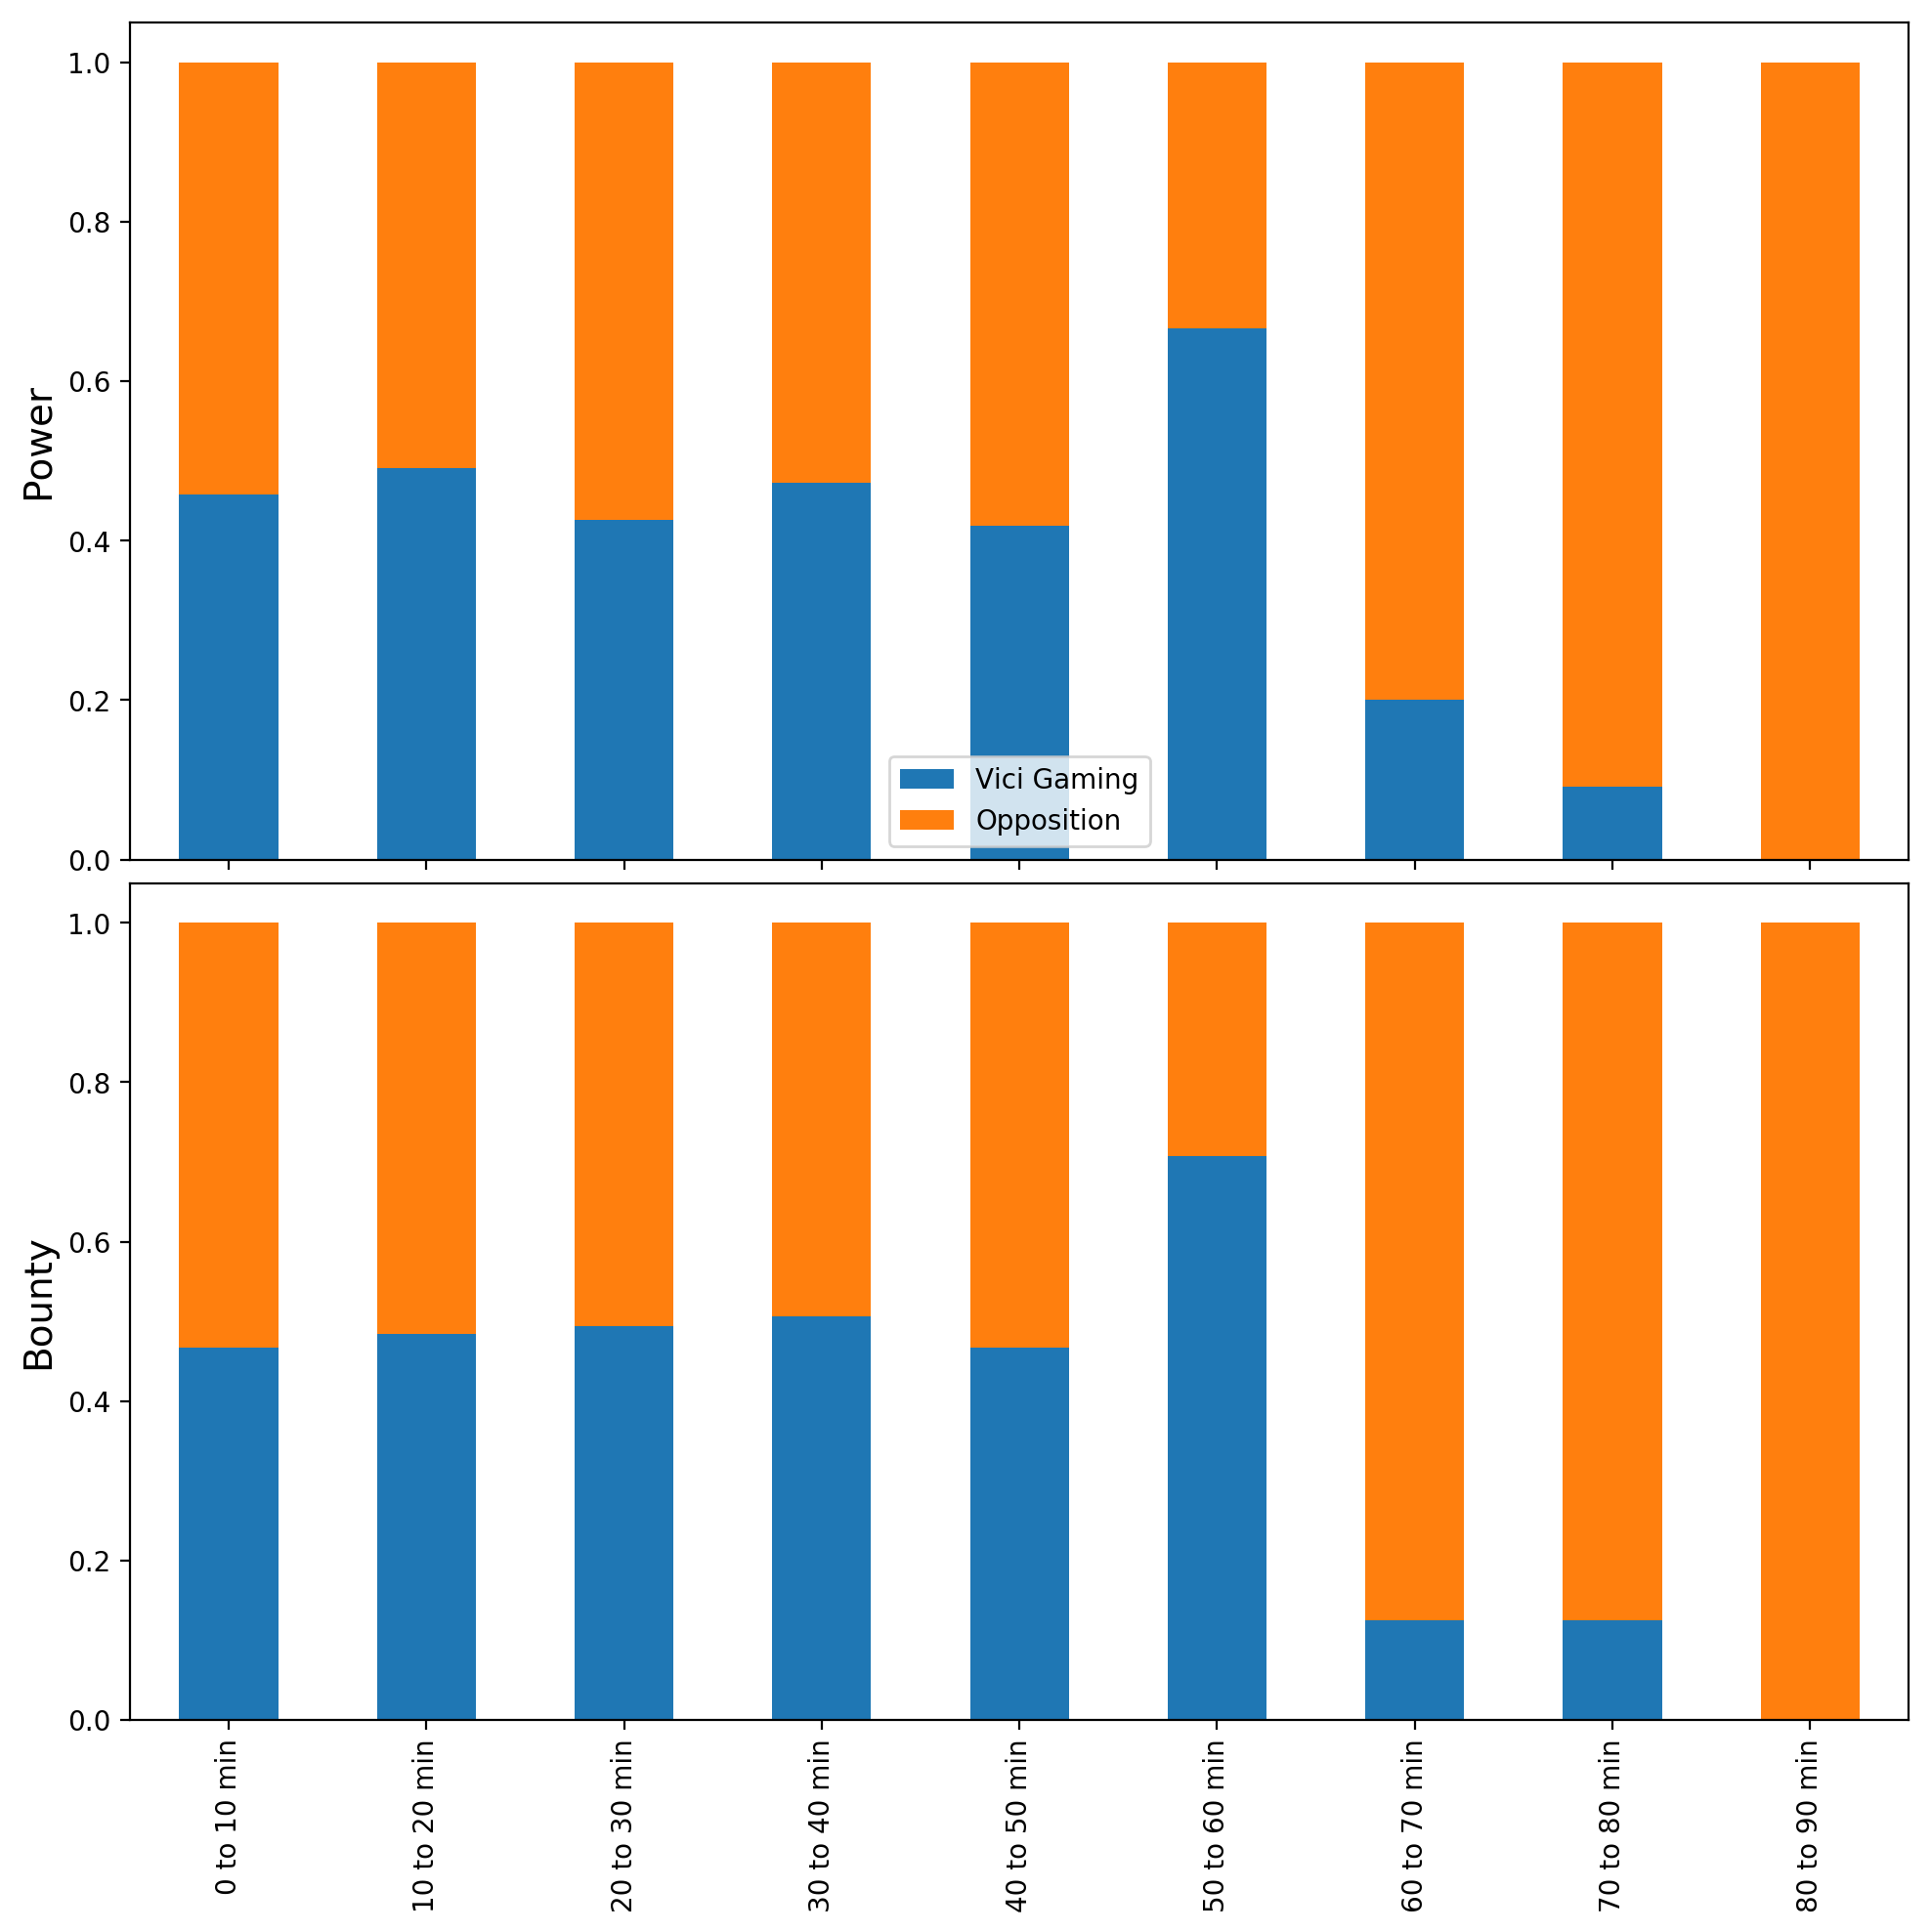 Power
1.0
0.8
0.6
0.4
0.2
0.0
Vici Gaming
Opposition
Bounty
1.0
0.8
0.6
0.4
0.2
0.0
0 to 10 min
10 to 20 min
20 to 30 min
30 to 40 min
40 to 50 min
50 to 60 min
60 to 70 min
70 to 80 min
80 to 90 min